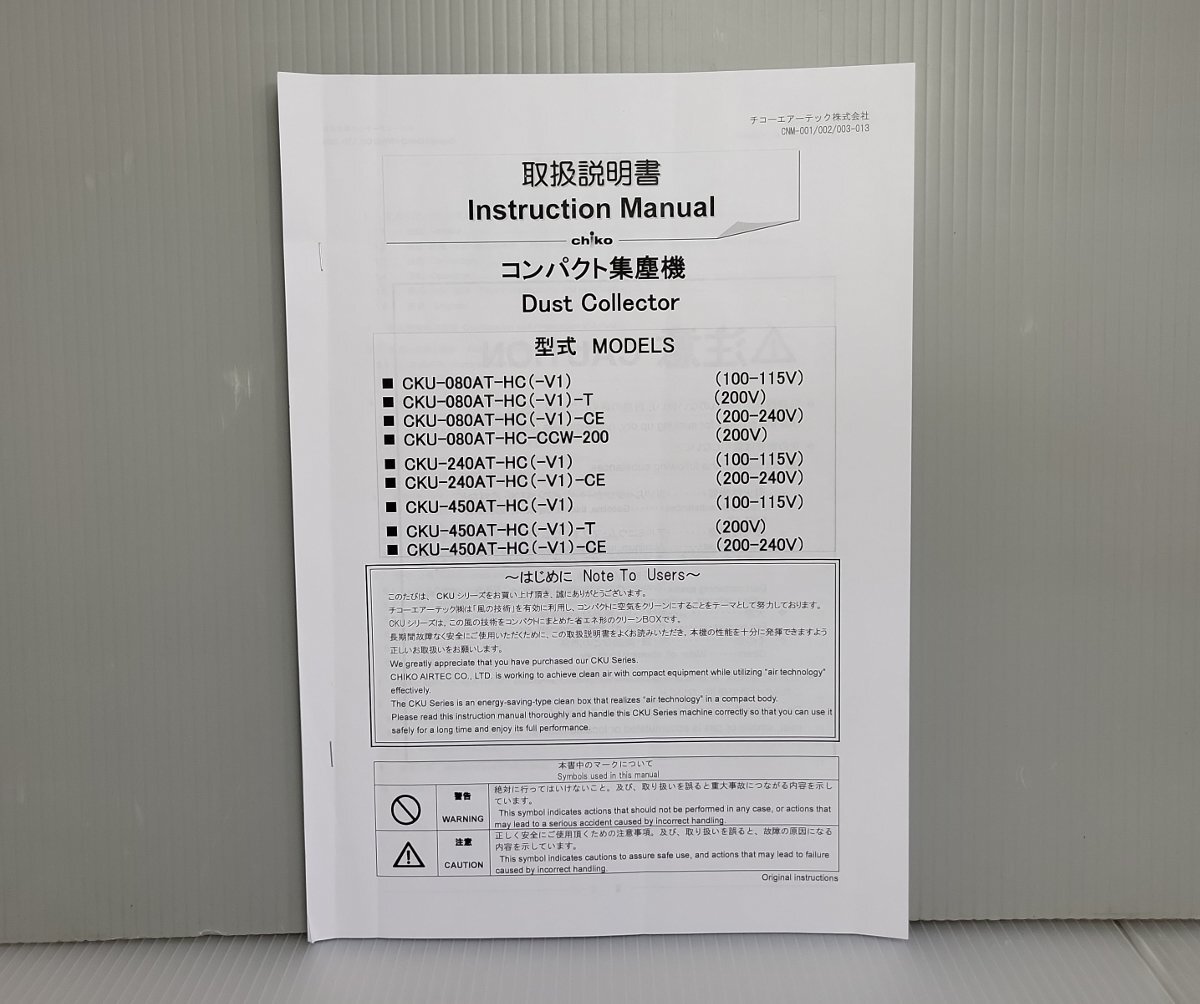 チコーエアーテック株式会社
CNM-001/002/003-013
取扱説明書
Instruction Manual
chiko
コンパクト集塵機
Dust Collector
型式 MODELS
■ CKU-080AT-HC(-V1) (100-115V)
■ CKU-080AT-HC(-V1)-T (200V)
■ CKU-080AT-HC(-V1)-CE (200-240V)
■ CKU-080AT-HC-CCW-200 (200V)
■ CKU-240AT-HC(-V1) (100-115V)
■ CKU-240AT-HC(-V1)-CE (200-240V)
■ CKU-450AT-HC(-V1) (100-115V)
■ CKU-450AT-HC(-V1)-T (200V)
■ CKU-450AT-HC(-V1)-CE (200-240V)
～はじめに Note To Users～
このたびは、CKUシリーズをお買い上げ頂き、誠にありがとうございます。
チコーエアーテック㈱は「風の技術」を有効に利用し、コンパクトに空気をクリーンにすることをテーマとして努力しております。
CKUシリーズは、この風の技術をコンパクトにまとめた省エネ形のクリーンBOXです。
長期間故障なく安全にご使用いただくために、この取扱説明書をよくお読みいただき、本機の性能を十分に発揮できますよう
正しいお取扱いをお願いします。
We greatly appreciate that you have purchased our CKU Series.
CHIKO AIRTEC CO., LTD. is working to achieve clean air with compact equipment while utilizing "air technology"
effectively.
The CKU Series is an energy-saving-type clean box that realizes "air technology" in a compact body.
Please read this instruction manual thoroughly and handle this CKU Series machine correctly so that you can use it
safely for a long time and enjoy its full performance.
本書中のマークについて
Symbols used in this manual
警告
WARNING
絶対に行ってはいけないこと。及び、取り扱いを誤ると重大事故につながる内容を示し
ています。
This symbol indicates actions that should not be performed in any case, or actions that
may lead to a serious accident caused by incorrect handling.
注意
CAUTION
正しく安全にご使用頂くための注意事項。及び、取り扱いを誤ると、故障の原因になる
内容を示しています。
This symbol indicates cautions to assure safe use, and actions that may lead to failure
caused by incorrect handling.
Original instructions